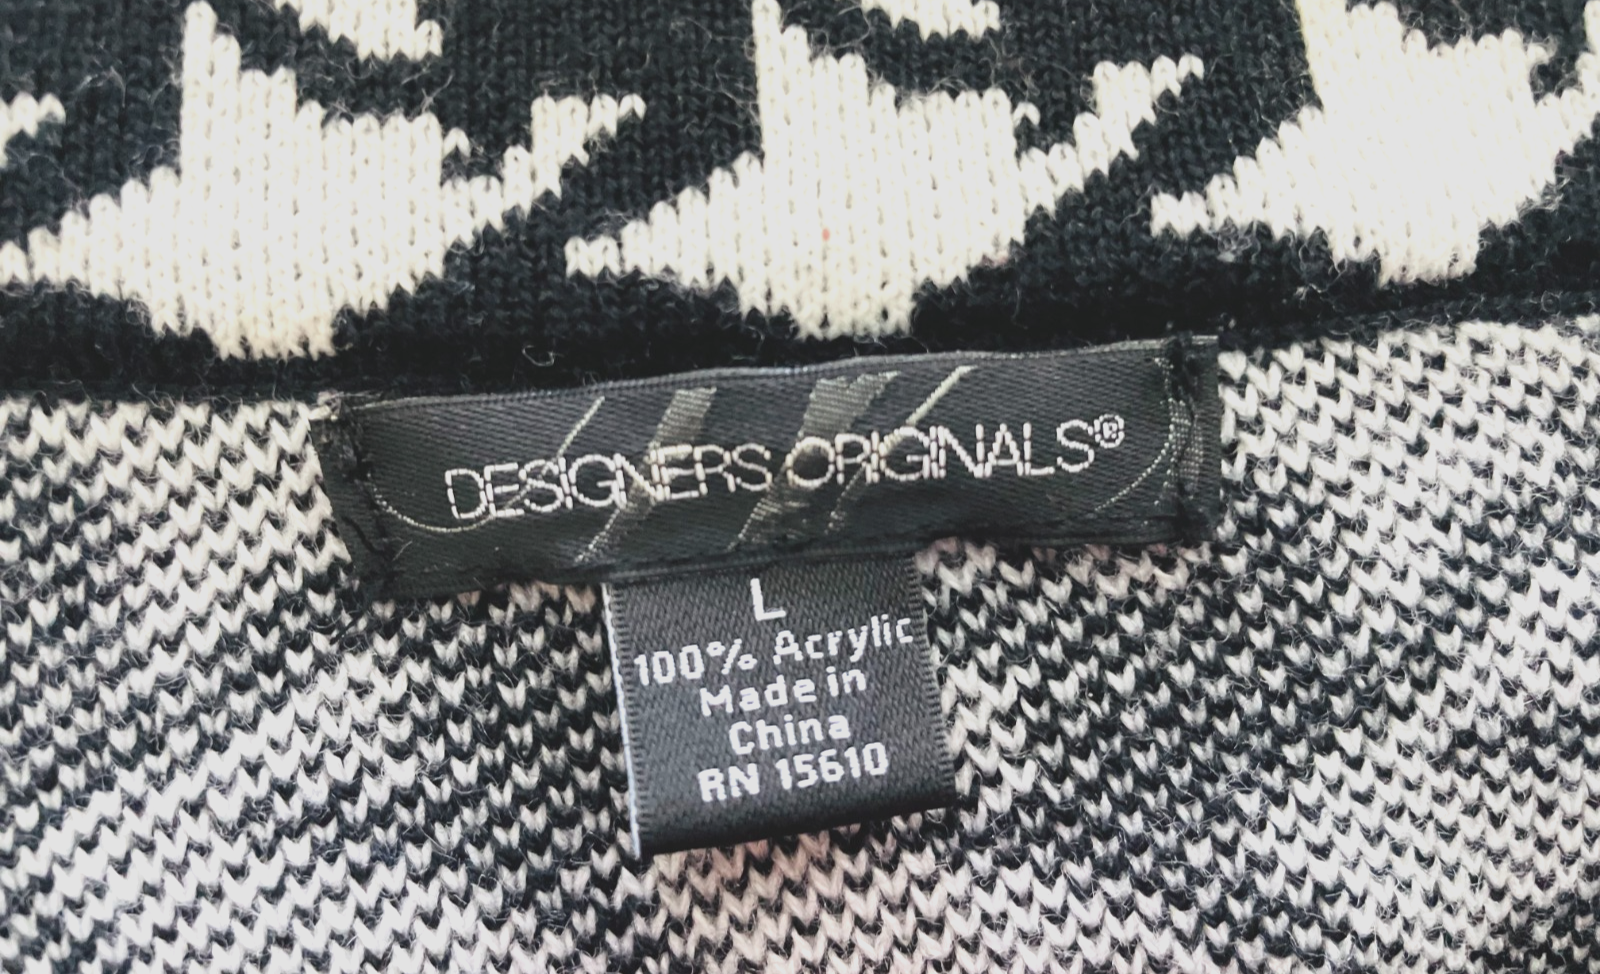 DESIGNERS ORIGINALS®
L
100% Acrylic
Made in
China
RN 15610